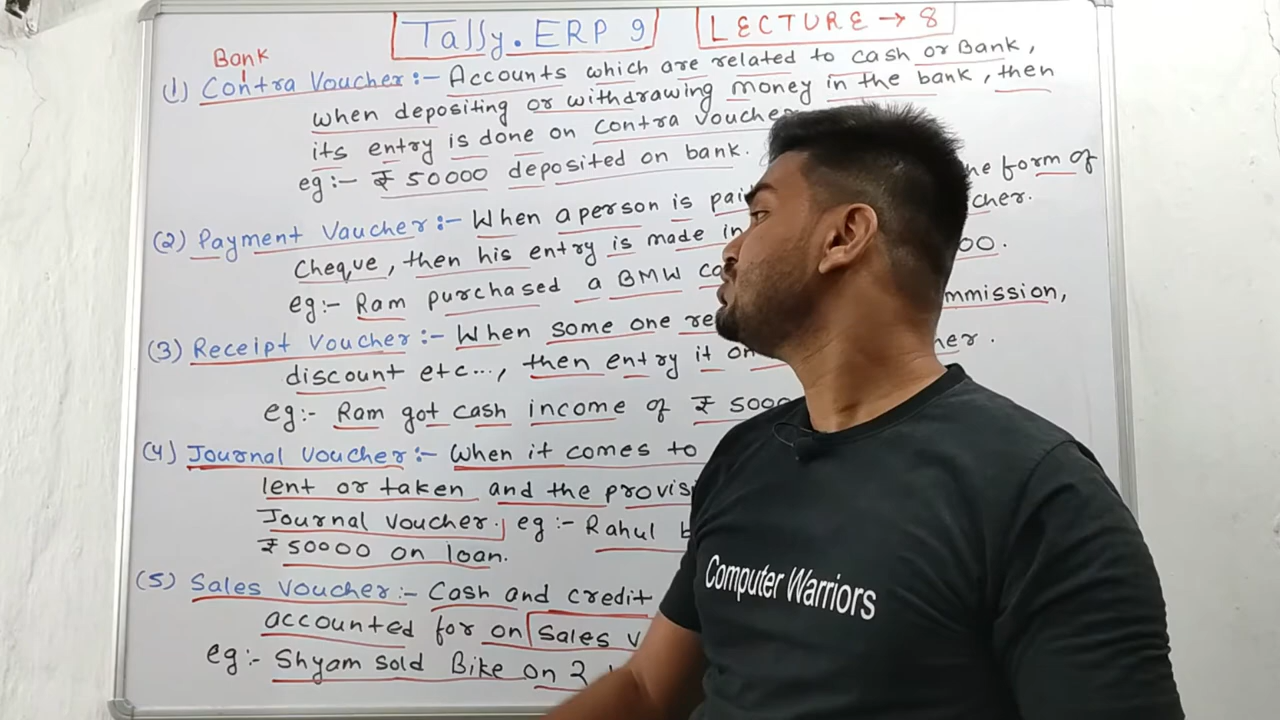 Tally.ERP 9 LECTURE → 8
Bank
(1) Contra Voucher :- Accounts which are related to cash or Bank,
when depositing or withdrawing money in the bank, then
its entry is done on contra vouche
eg:- ₹ 50000 deposited on bank.
(2) Payment Vaucher :- When a person is pai he form of
Cheque, then his entry is made in cher.
eg:- Ram purchased a BMW ca 00.
(3) Receipt Voucher :- When some one re mmission,
discount etc..., then entry it on her.
eg:- Ram got cash income of ₹ 5000
(4) Journal Voucher :- When it comes to
lent or taken and the provis
Journal Voucher. eg:- Rahul b
₹ 50000 on loan.
(5) Sales Voucher :- Cash and credit
accounted for on Sales v
eg:- Shyam sold Bike on 2
Computer Warriors